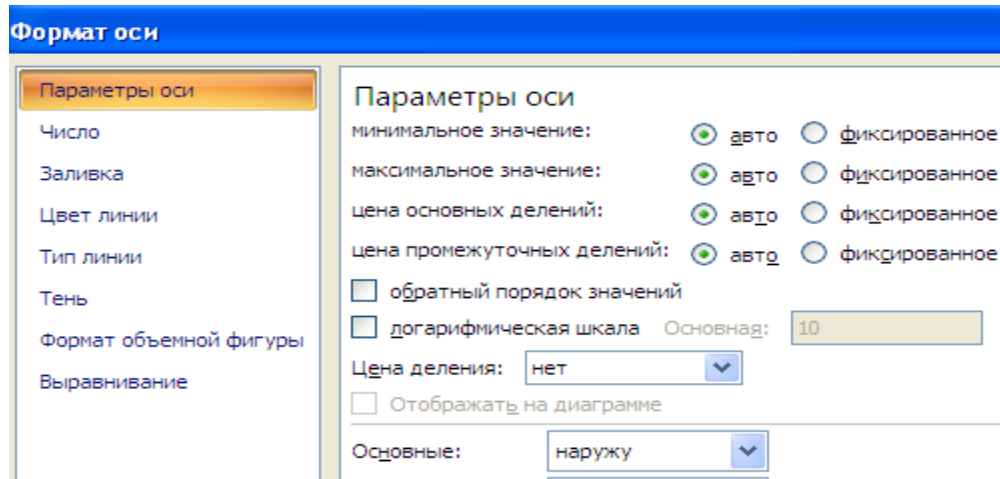 Формат оси
Параметры оси
Число
Заливка
Цвет линии
Тип линии
Тень
Формат объемной фигуры
Выравнивание
Параметры оси
минимальное значение: авто фиксированное
максимальное значение: авто фиксированное
цена основных делений: авто фиксированное
цена промежуточных делений: авто фиксированное
обратный порядок значений
логарифмическая шкала Основная: 10
Цена деления: нет
Отображать на диаграмме
Основные: наружу